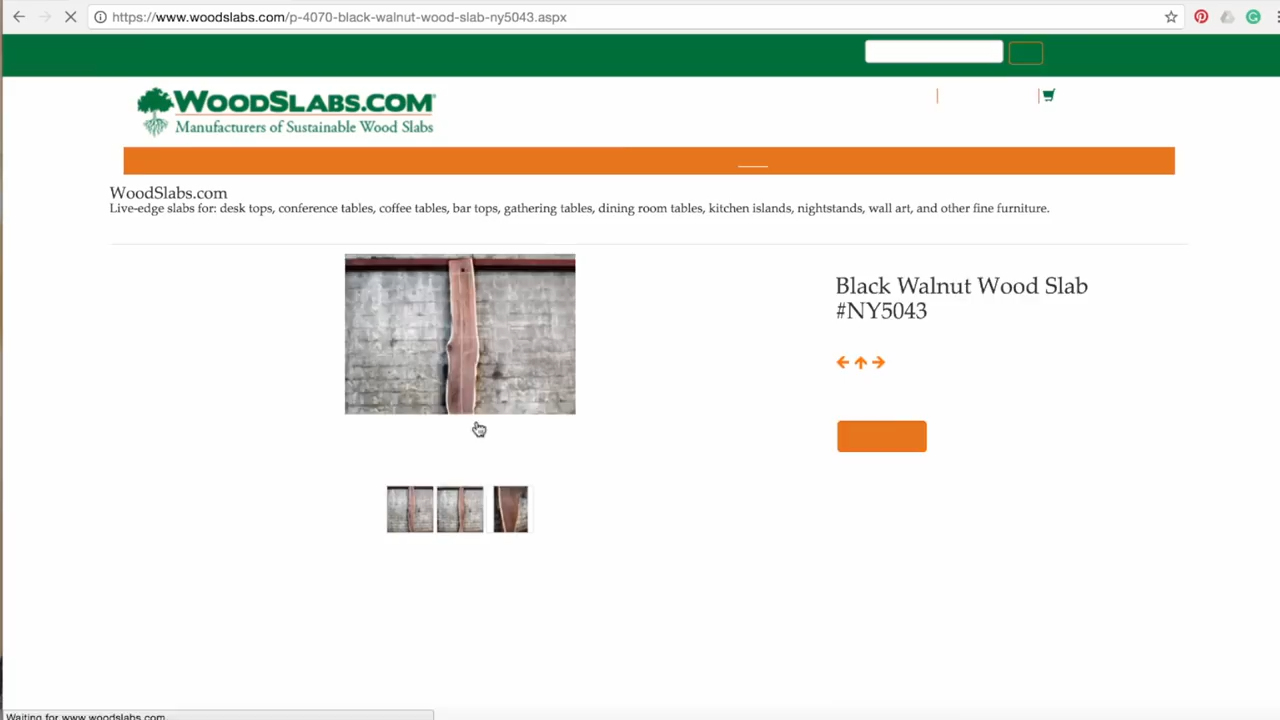 https://www.woodslabs.com/p-4070-black-walnut-wood-slab-ny5043.aspx
WOODSLABS.COM
Manufacturers of Sustainable Wood Slabs
WoodSlabs.com
Live-edge slabs for: desk tops, conference tables, coffee tables, bar tops, gathering tables, dining room tables, kitchen islands, nightstands, wall art, and other fine furniture.
Black Walnut Wood Slab
#NY5043
Waiting for www.woodslabs.com...